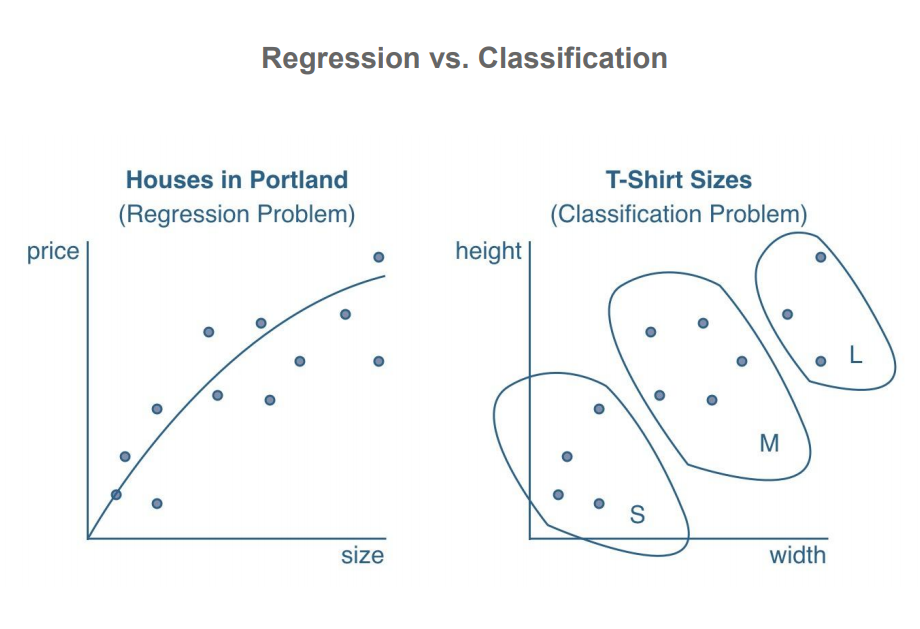 Regression vs. Classification
Houses in Portland
(Regression Problem)
price
size
T-Shirt Sizes
(Classification Problem)
height
L
M
S
width